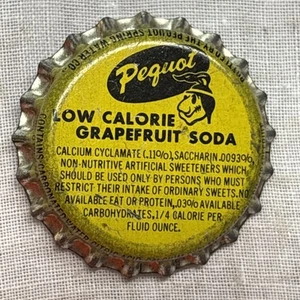 Pequot
LOW CALORIE
GRAPEFRUIT SODA
CALCIUM CYCLAMATE (.110%), SACCHARIN .0093%
NON-NUTRITIVE ARTIFICIAL SWEETENERS WHICH
SHOULD BE USED ONLY BY PERSONS WHO MUST
RESTRICT THEIR INTAKE OF ORDINARY SWEETS. NO
AVAILABLE FAT OR PROTEIN, .03% AVAILABLE
CARBOHYDRATES, 1/4 CALORIE PER
FLUID OUNCE.